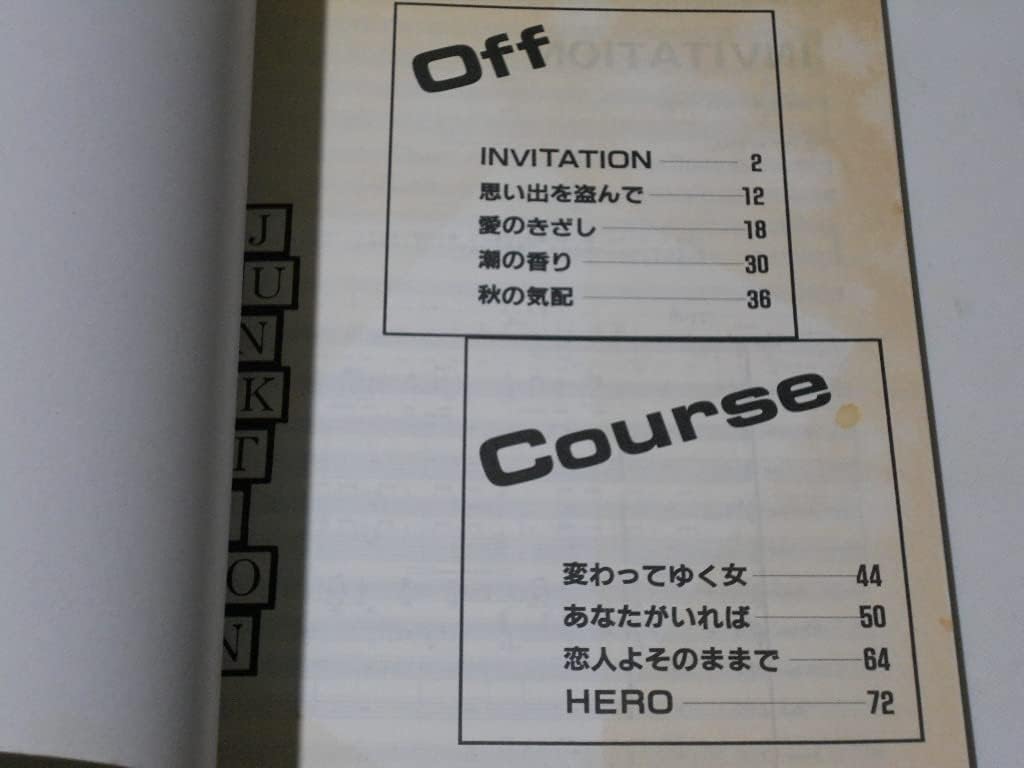 JUNKTION
Off
INVITATION 2
思い出を盗んで 12
愛のきざし 18
潮の香り 30
秋の気配 36
Course
変わってゆく女 44
あなたがいれば 50
恋人よそのままで 64
HERO 72
INVITATION